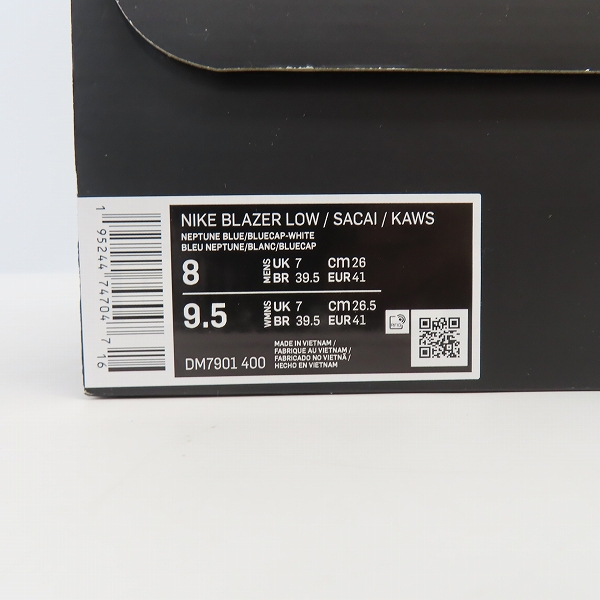 NIKE BLAZER LOW / SACAI / KAWS
NEPTUNE BLUE/BLUECAP-WHITE
BLEU NEPTUNE/BLANC/BLUECAP
8 MENS UK 7 cm 26
BR 39.5 EUR 41
9.5 WMNS UK 7 cm 26.5
BR 39.5 EUR 41
DM7901 400
MADE IN VIETNAM /
FABRIQUE AU VIETNAM /
FABRICADO NO VIETNÃ /
HECHO EN VIETNAM
1 95244 74704 7 16